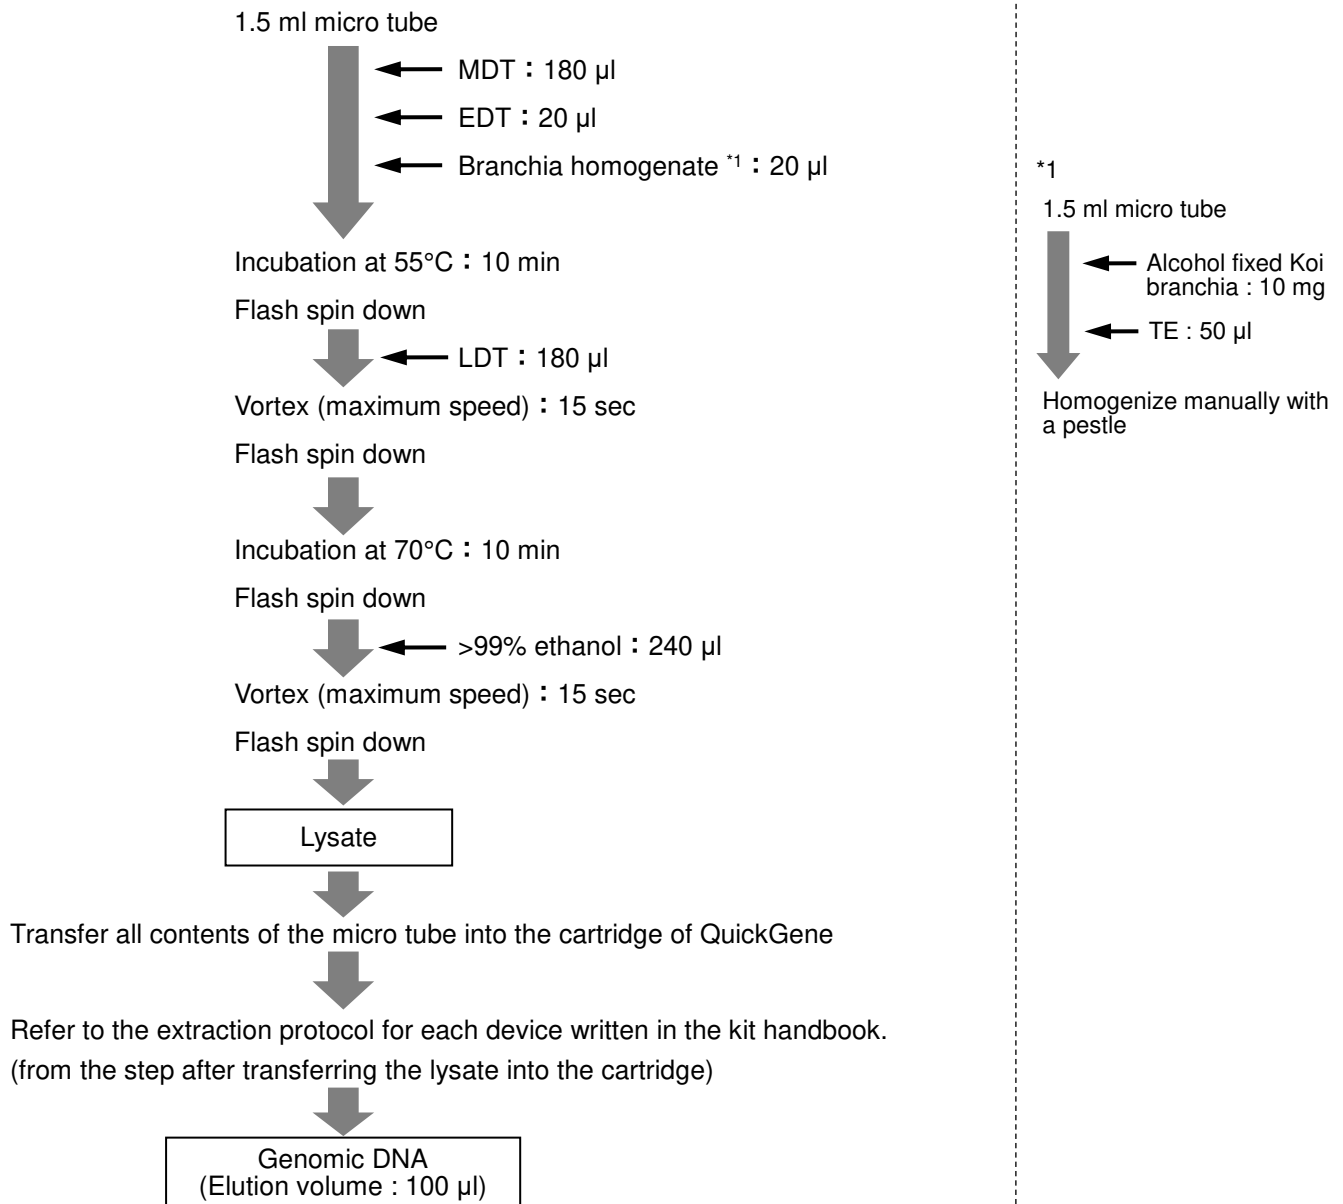 1.5 ml micro tube
MDT：180 µl
EDT：20 µl
Branchia homogenate *1：20 µl
Incubation at 55°C：10 min
Flash spin down
LDT：180 µl
Vortex (maximum speed)：15 sec
Flash spin down
Incubation at 70°C：10 min
Flash spin down
>99% ethanol：240 µl
Vortex (maximum speed)：15 sec
Flash spin down
Lysate
Transfer all contents of the micro tube into the cartridge of QuickGene
Refer to the extraction protocol for each device written in the kit handbook.
(from the step after transferring the lysate into the cartridge)
Genomic DNA
(Elution volume : 100 µl)
*1
1.5 ml micro tube
Alcohol fixed Koi
branchia : 10 mg
TE : 50 µl
Homogenize manually with
a pestle